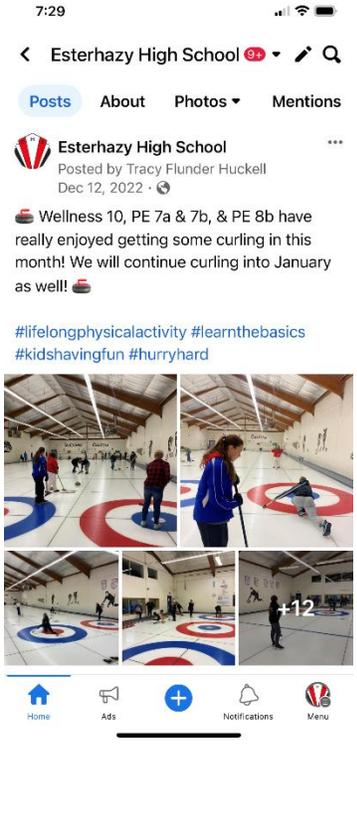 7:29
Esterhazy High School 9+
Posts About Photos Mentions
Esterhazy High School
Posted by Tracy Flunder Huckell
Dec 12, 2022 ·
Wellness 10, PE 7a & 7b, & PE 8b have
really enjoyed getting some curling in this
month! We will continue curling into January
as well!
#lifelongphysicalactivity #learnthebasics
#kidshavingfun #hurryhard
+12
Home Ads Notifications Menu